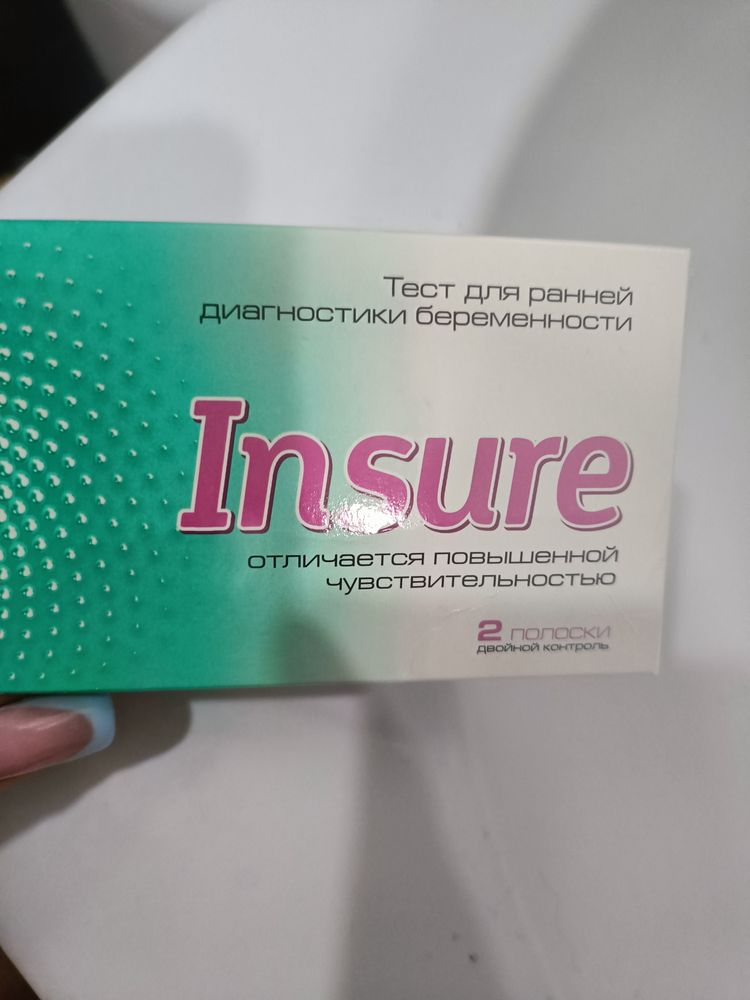 Тест для ранней
диагностики беременности
Insure
отличается повышенной
чувствительностью
2 полоски
двойной контроль